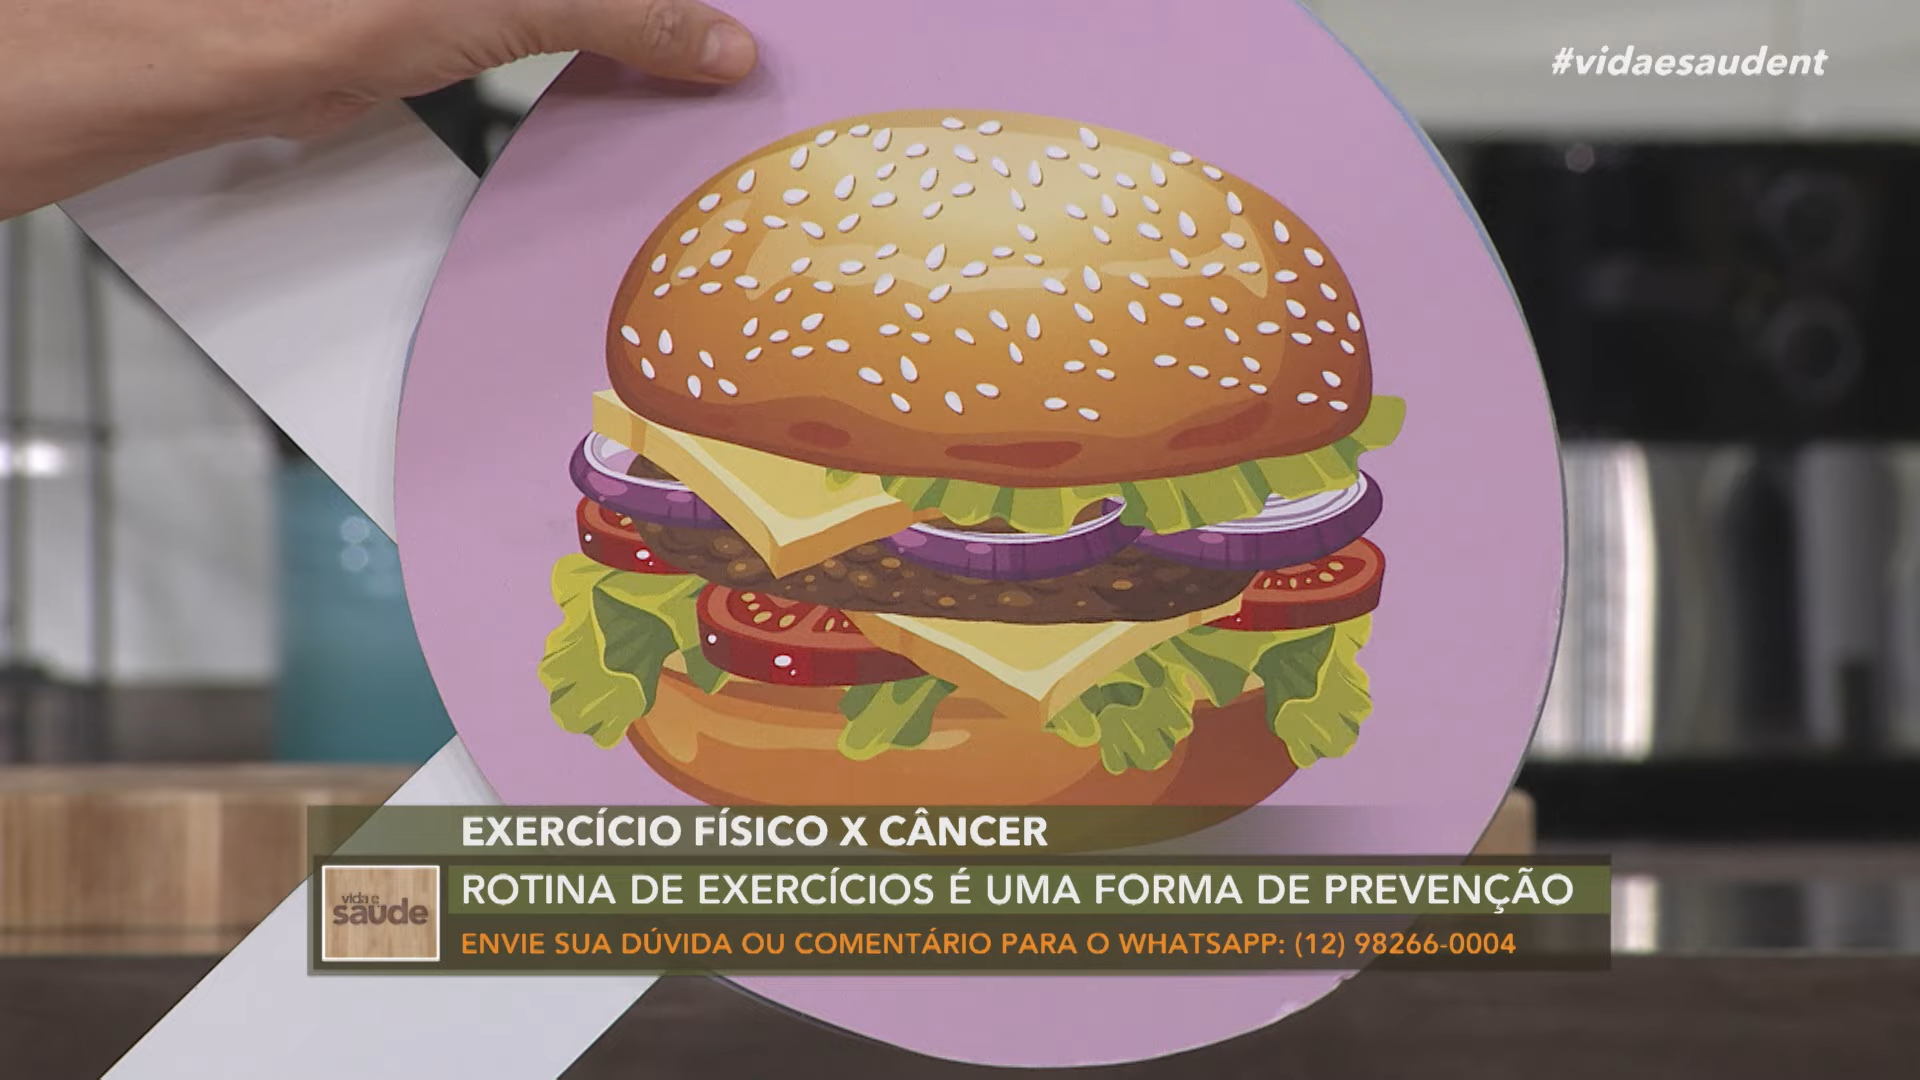 #vidaesaudent
EXERCÍCIO FÍSICO X CÂNCER
vida e
saúde
ROTINA DE EXERCÍCIOS É UMA FORMA DE PREVENÇÃO
ENVIE SUA DÚVIDA OU COMENTÁRIO PARA O WHATSAPP: (12) 98266-0004